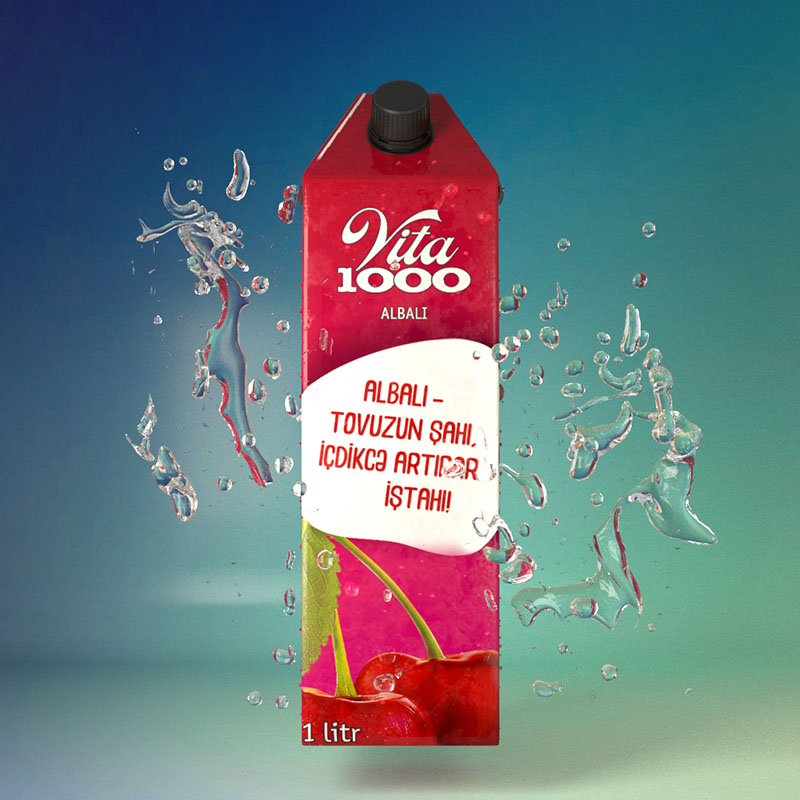 Vita
1000
ALBALI
ALBALI –
TOVUZUN ŞAHI,
İÇDİKCƏ ARTIRAR
İŞTAHI!
1 litr